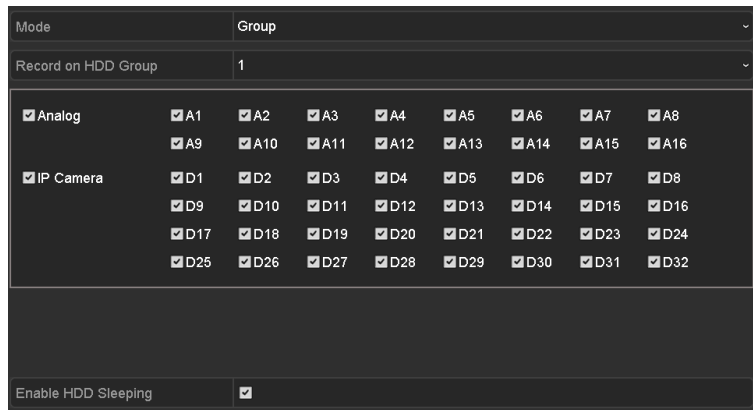 Mode Group
Record on HDD Group 1
Analog A1 A2 A3 A4 A5 A6 A7 A8
A9 A10 A11 A12 A13 A14 A15 A16
IP Camera D1 D2 D3 D4 D5 D6 D7 D8
D9 D10 D11 D12 D13 D14 D15 D16
D17 D18 D19 D20 D21 D22 D23 D24
D25 D26 D27 D28 D29 D30 D31 D32
Enable HDD Sleeping